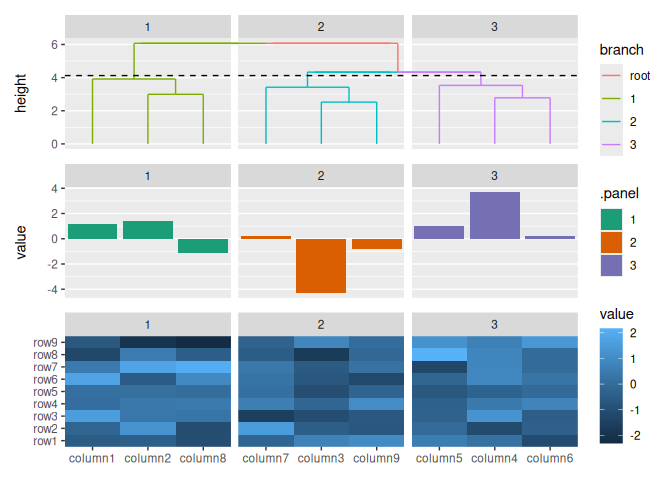 1 2 3
height
6
4
2
0
branch
root
1
2
3
1 2 3
value
4
2
0
-2
-4
.panel
1
2
3
1 2 3
row9
row8
row7
row6
row5
row4
row3
row2
row1
column1 column2 column8 column7 column3 column9 column5 column4 column6
value
2
1
0
-1
-2